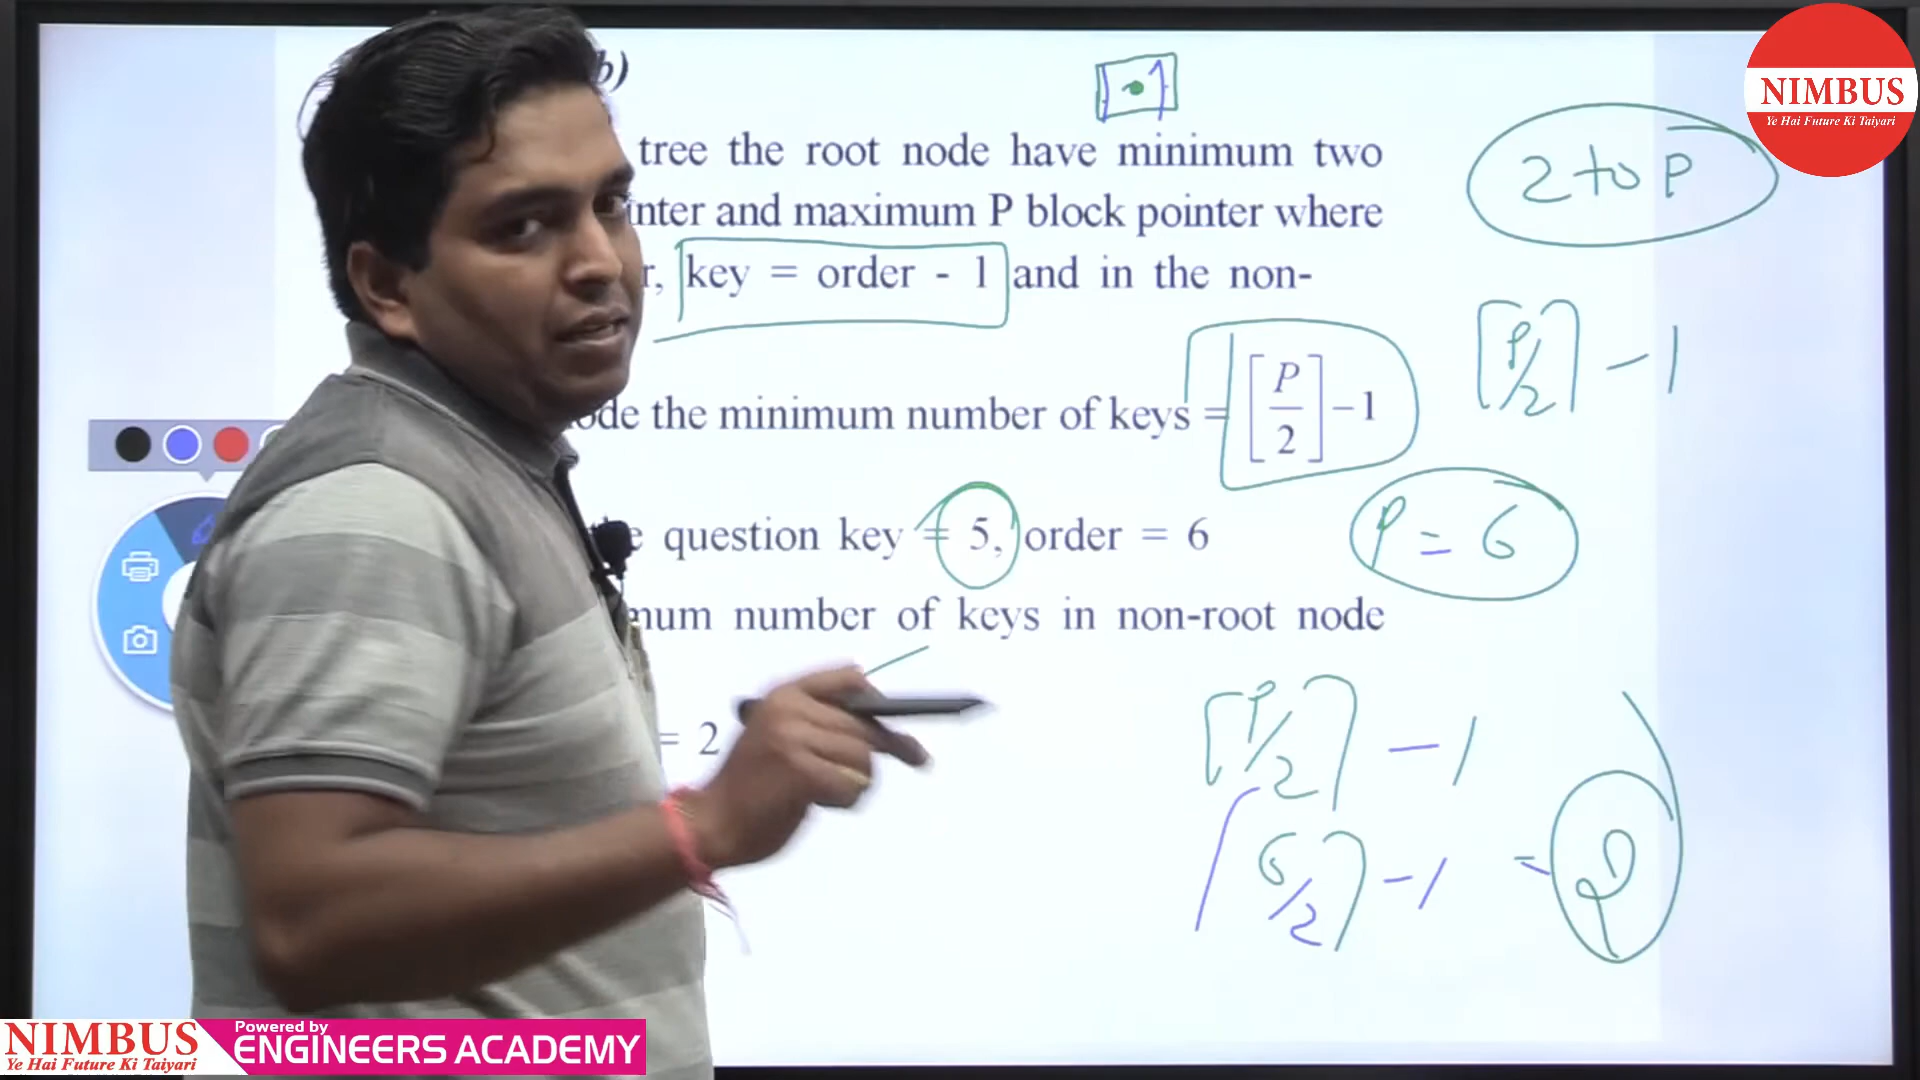 b)
NIMBUS
Ye Hai Future Ki Taiyari
tree the root node have minimum two
2 to P
inter and maximum P block pointer where
r, key = order - 1 and in the non-
[P/2] - 1
ode the minimum number of keys = [P/2] - 1
e question key = 5, order = 6
P = 6
mum number of keys in non-root node
[P/2] - 1
= 2
[6/2] - 1 =
NIMBUS
Ye Hai Future Ki Taiyari
Powered by
ENGINEERS ACADEMY